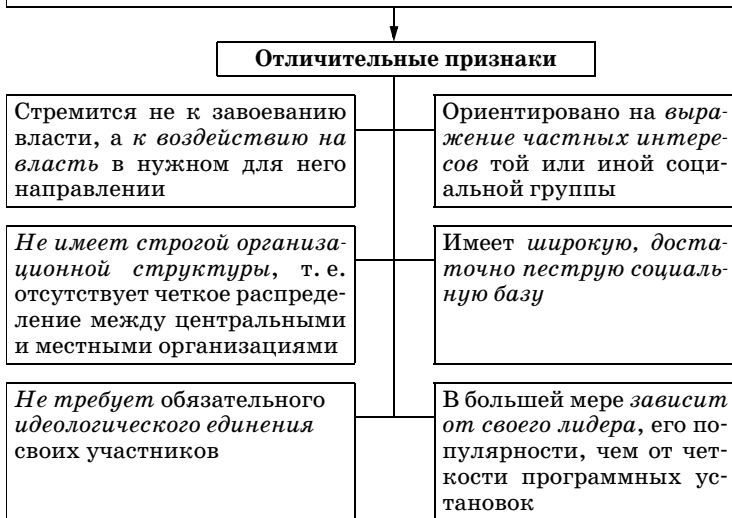 Отличительные признаки
Стремится не к завоеванию
власти, а к воздействию на
власть в нужном для него
направлении
Ориентировано на выра-
жение частных интере-
сов той или иной соци-
альной группы
Не имеет строгой организа-
ционной структуры, т. е.
отсутствует четкое распреде-
ление между центральными
и местными организациями
Имеет широкую, доста-
точно пеструю социаль-
ную базу
Не требует обязательного
идеологического единения
своих участников
В большей мере зависит
от своего лидера, его по-
пулярности, чем от чет-
кости программных ус-
тановок